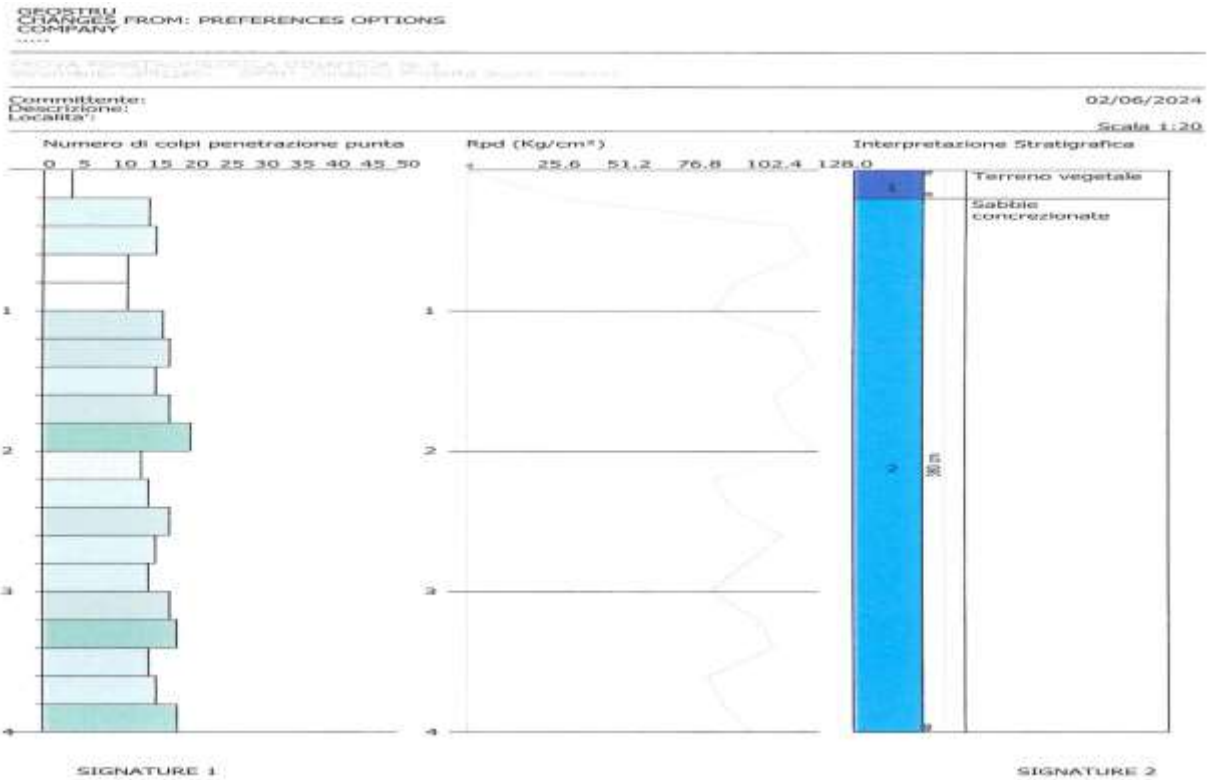 GEOSTRU
CHANGES FROM: PREFERENCES OPTIONS
COMPANY
.....
Committente:
Descrizione:
Localita':
02/06/2024
Scala 1:20
Numero di colpi penetrazione punta
0 5 10 15 20 25 30 35 40 45 50
Rpd (Kg/cm²)
25.6 51.2 76.8 102.4 128.0
Interpretazione Stratigrafica
1
2
3
4
1
2
3
4
1
2
Terreno vegetale
Sabbie
concrezionate
SIGNATURE 1
SIGNATURE 2